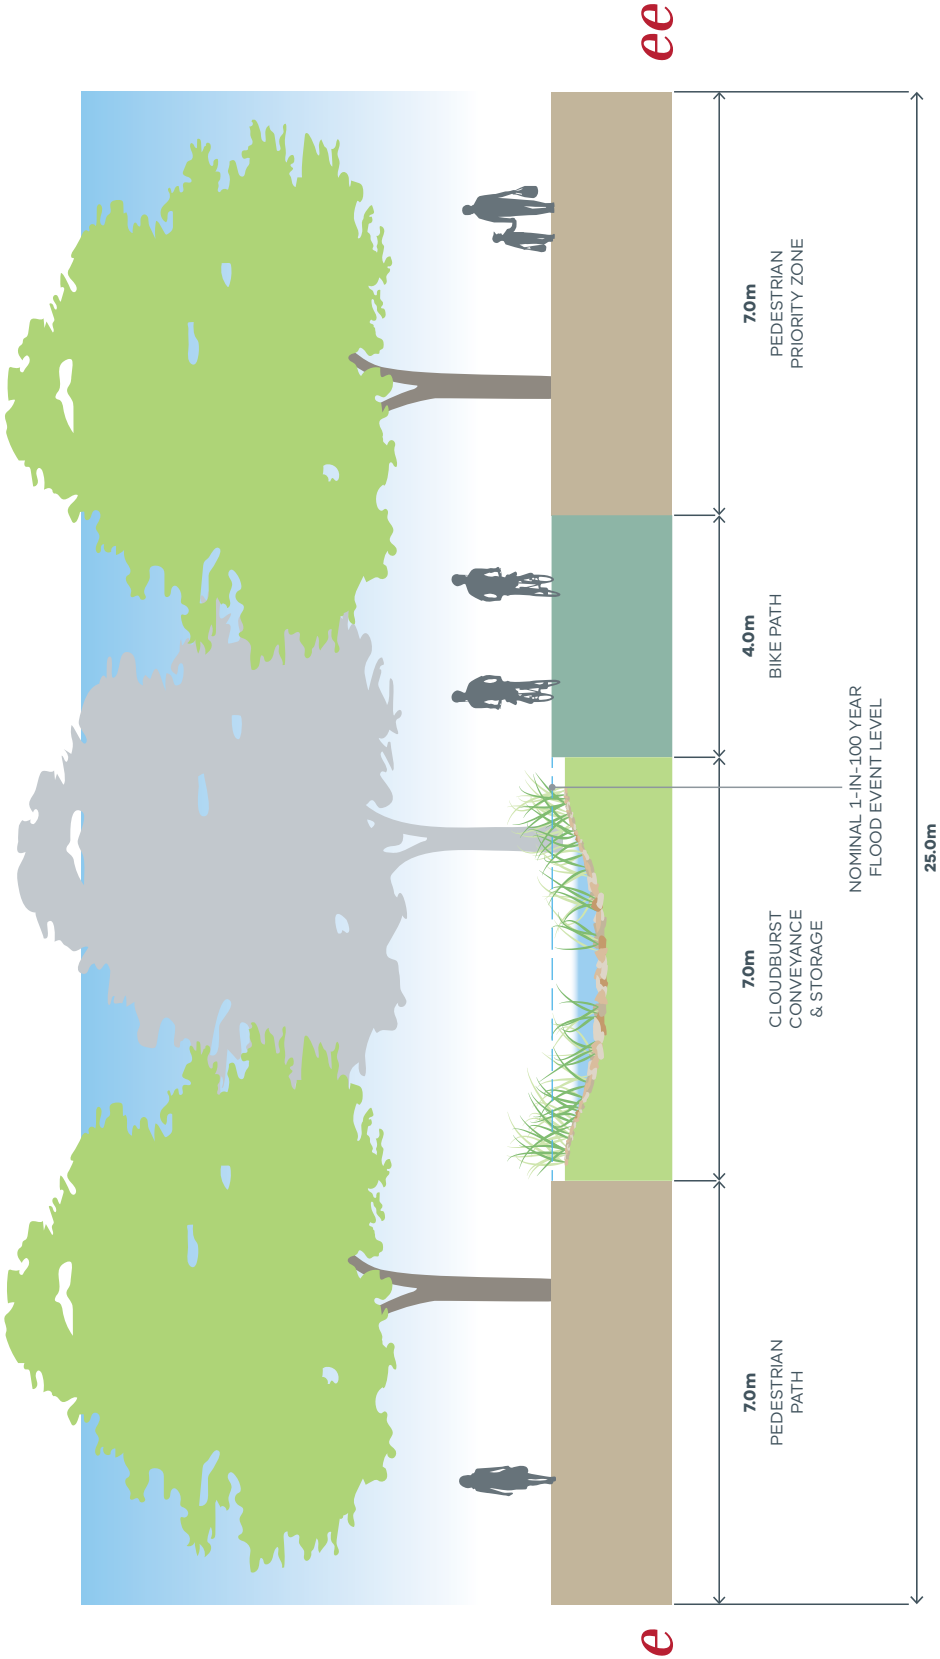 e
ee
7.0m
PEDESTRIAN
PATH
7.0m
CLOUDBURST
CONVEYANCE
& STORAGE
4.0m
BIKE PATH
7.0m
PEDESTRIAN
PRIORITY ZONE
NOMINAL 1-IN-100 YEAR
FLOOD EVENT LEVEL
25.0m